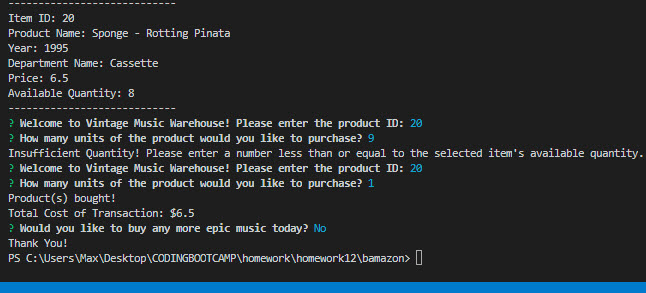 ----------------------------
Item ID: 20
Product Name: Sponge - Rotting Pinata
Year: 1995
Department Name: Cassette
Price: 6.5
Available Quantity: 8
----------------------------
? Welcome to Vintage Music Warehouse! Please enter the product ID: 20
? How many units of the product would you like to purchase? 9
Insufficient Quantity! Please enter a number less than or equal to the selected item's available quantity.
? Welcome to Vintage Music Warehouse! Please enter the product ID: 20
? How many units of the product would you like to purchase? 1
Product(s) bought!
Total Cost of Transaction: $6.5
? Would you like to buy any more epic music today? No
Thank You!
PS C:\Users\Max\Desktop\CODINGBOOTCAMP\homework\homework12\bamazon>